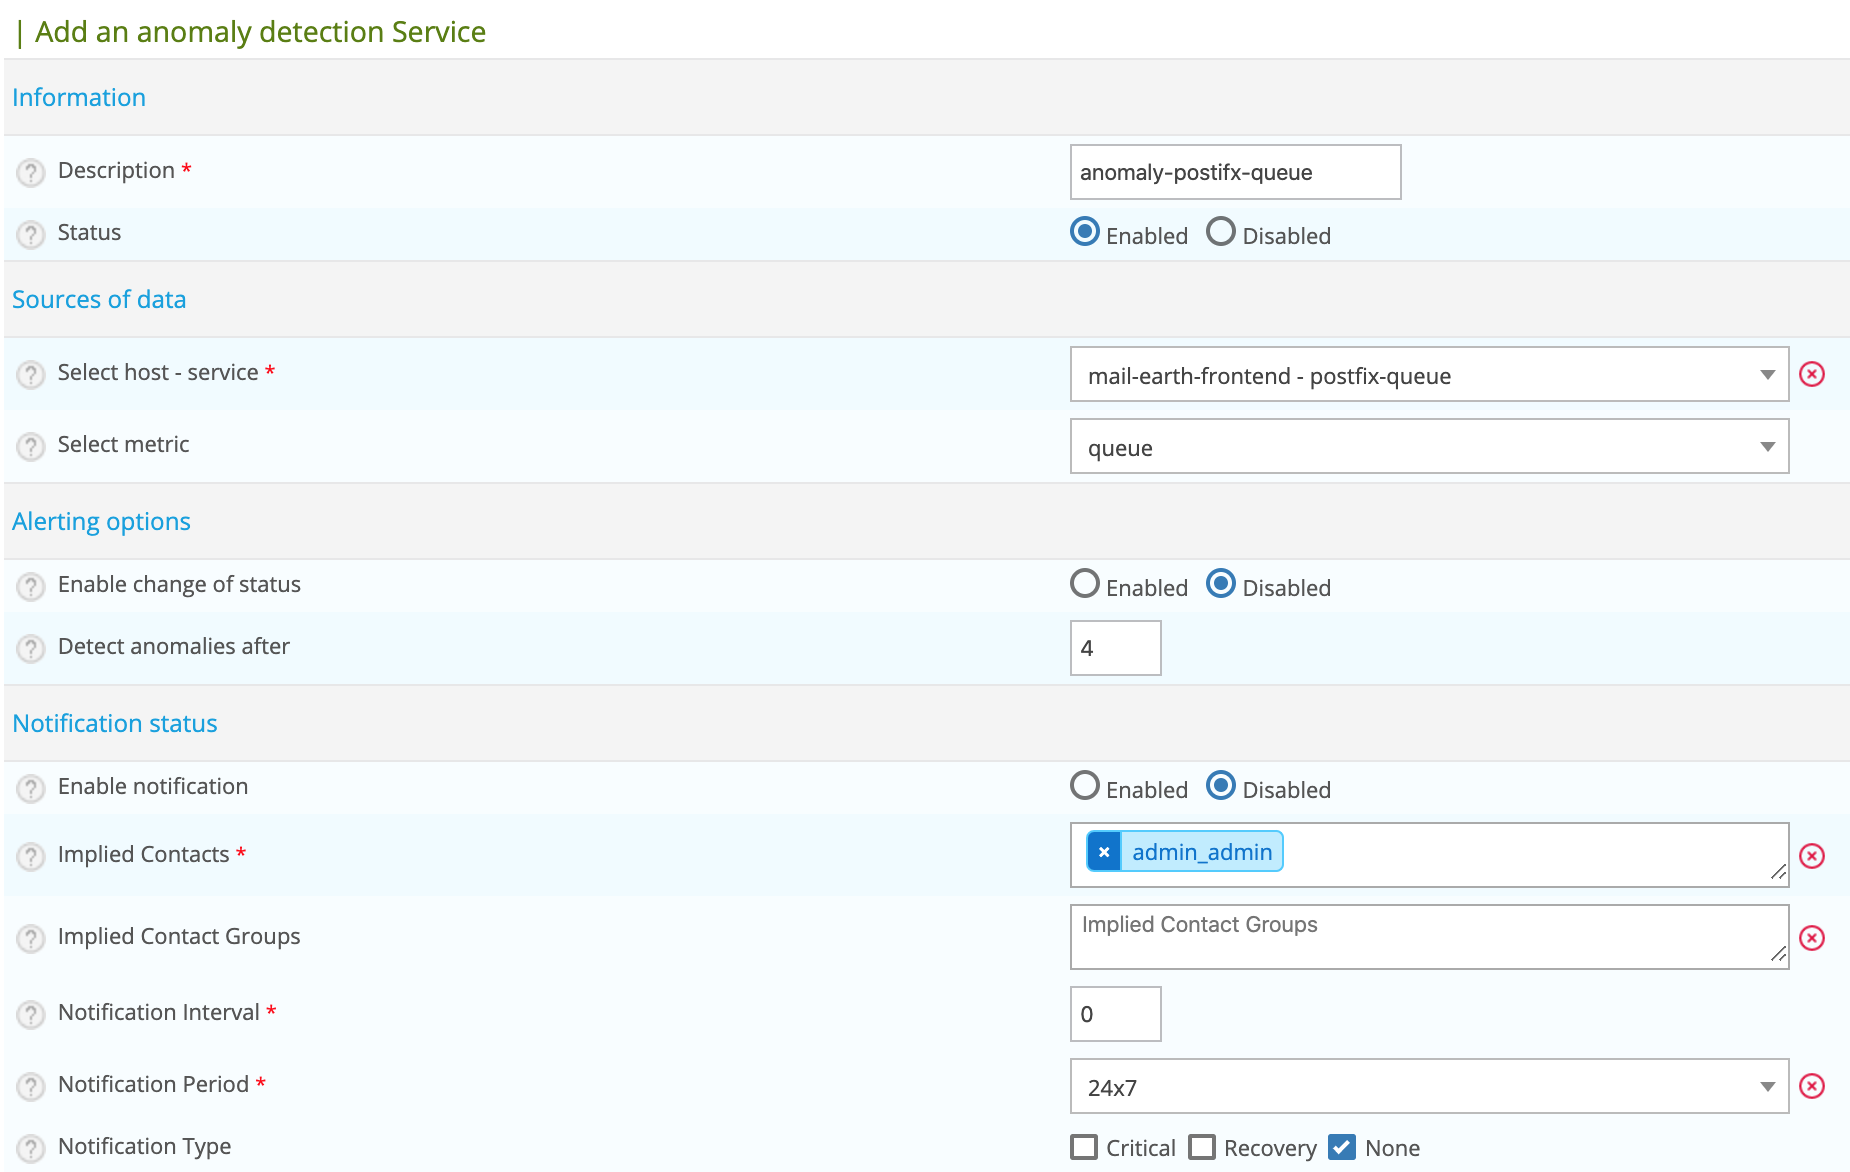 | Add an anomaly detection Service
Information
? Description * anomaly-postifx-queue
? Status Enabled Disabled
Sources of data
? Select host - service * mail-earth-frontend - postfix-queue
? Select metric queue
Alerting options
? Enable change of status Enabled Disabled
? Detect anomalies after 4
Notification status
? Enable notification Enabled Disabled
? Implied Contacts * × admin_admin
? Implied Contact Groups Implied Contact Groups
? Notification Interval * 0
? Notification Period * 24x7
? Notification Type Critical Recovery None